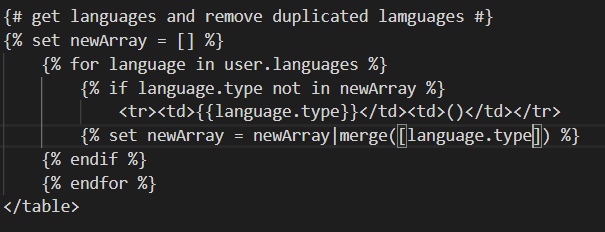 {# get languages and remove duplicated lamguages #}
{% set newArray = [] %}
{% for language in user.languages %}
{% if language.type not in newArray %}
<tr><td>{{language.type}}</td><td>()</td></tr>
{% set newArray = newArray|merge([language.type]) %}
{% endif %}
{% endfor %}
</table>